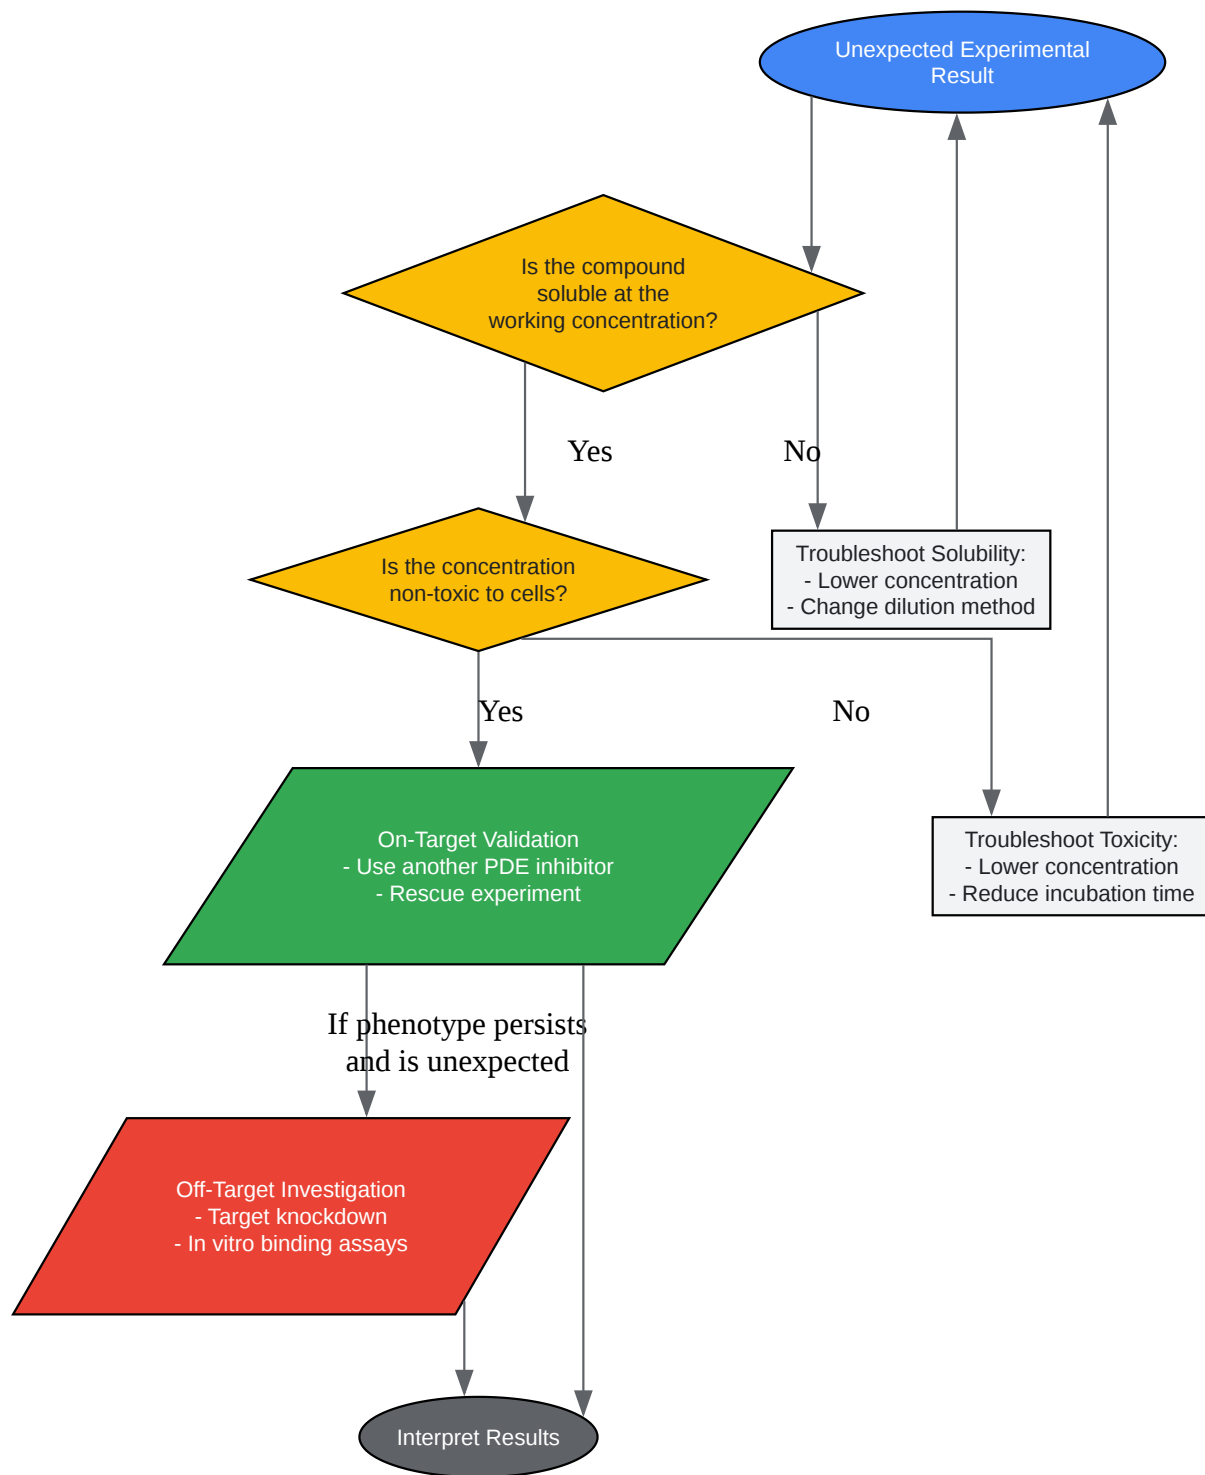 Unexpected Experimental
Result
Is the compound
soluble at the
working concentration?
Yes
No
Is the concentration
non-toxic to cells?
Troubleshoot Solubility:
- Lower concentration
- Change dilution method
Yes
No
On-Target Validation
- Use another PDE inhibitor
- Rescue experiment
Troubleshoot Toxicity:
- Lower concentration
- Reduce incubation time
If phenotype persists
and is unexpected
Off-Target Investigation
- Target knockdown
- In vitro binding assays
Interpret Results